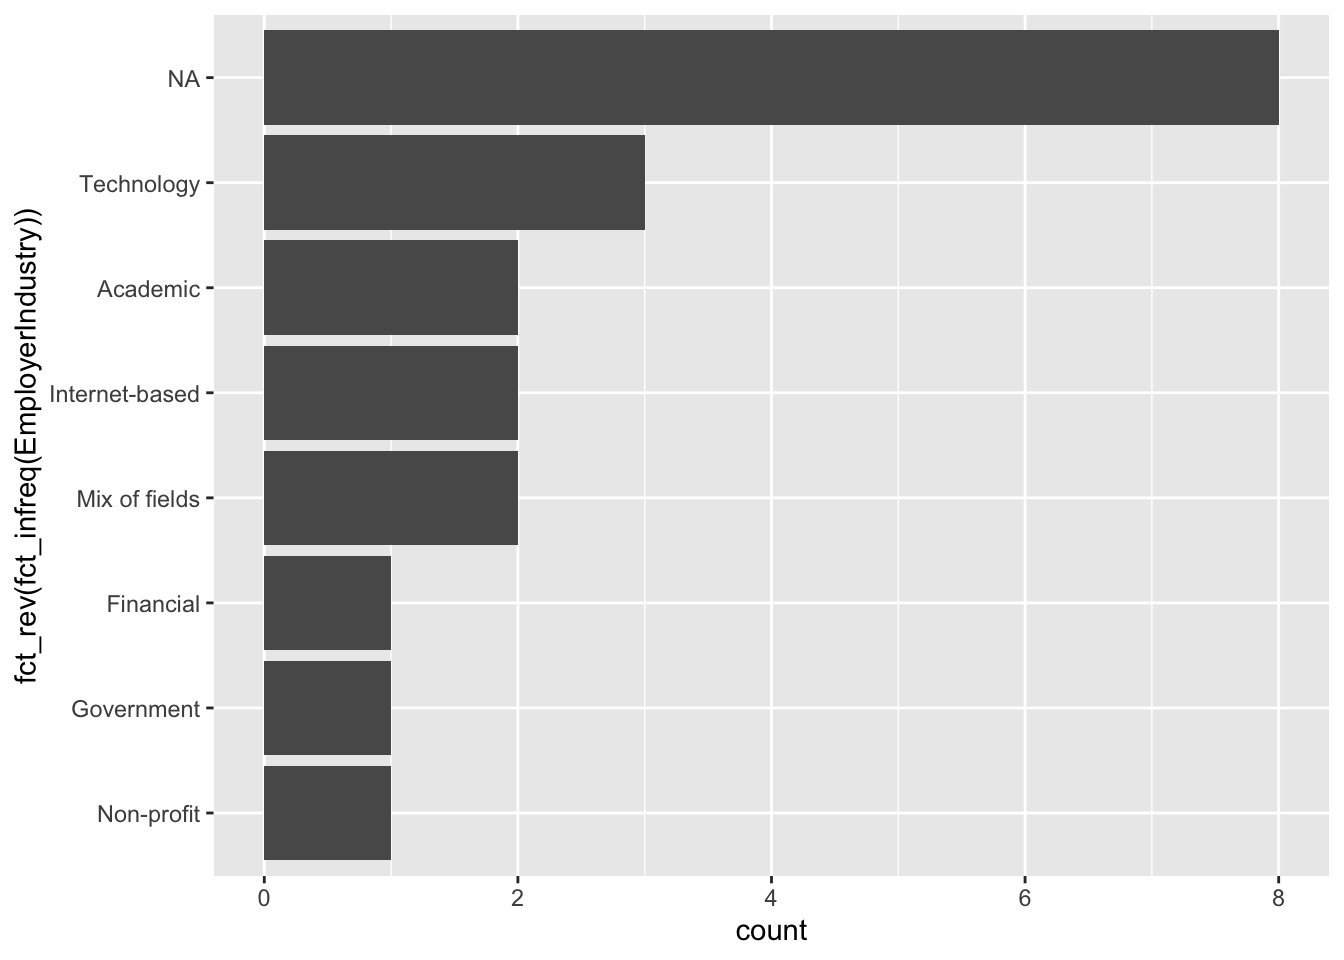 fct_rev(fct_infreq(EmployerIndustry))
NA
Technology
Academic
Internet-based
Mix of fields
Financial
Government
Non-profit
0 2 4 6 8
count